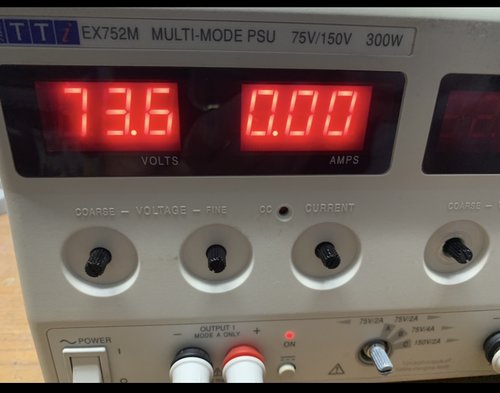 TTi EX752M MULTI-MODE PSU 75V/150V 300W
73.6 0.00
VOLTS AMPS
COARSE - VOLTAGE - FINE CC CURRENT COARSE
POWER
I
O
− OUTPUT 1 +
MODE A ONLY
ON
75V/2A 75V/2A
A 75V/4A
150V/2A